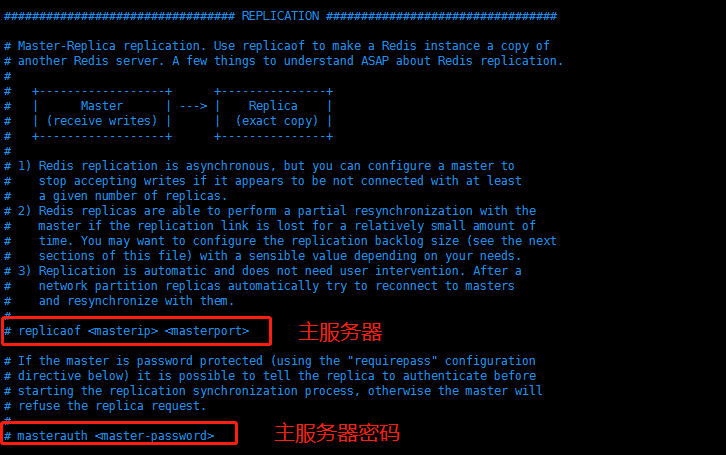 ################################# REPLICATION #################################
# Master-Replica replication. Use replicaof to make a Redis instance a copy of
# another Redis server. A few things to understand ASAP about Redis replication.
#
#   +------------------+      +---------------+
#   |      Master      | ---> |    Replica    |
#   | (receive writes) |      |  (exact copy) |
#   +------------------+      +---------------+
#
# 1) Redis replication is asynchronous, but you can configure a master to
#    stop accepting writes if it appears to be not connected with at least
#    a given number of replicas.
# 2) Redis replicas are able to perform a partial resynchronization with the
#    master if the replication link is lost for a relatively small amount of
#    time. You may want to configure the replication backlog size (see the next
#    sections of this file) with a sensible value depending on your needs.
# 3) Replication is automatic and does not need user intervention. After a
#    network partition replicas automatically try to reconnect to masters
#    and resynchronize with them.
#
# replicaof <masterip> <masterport> 主服务器
# If the master is password protected (using the "requirepass" configuration
# directive below) it is possible to tell the replica to authenticate before
# starting the replication synchronization process, otherwise the master will
# refuse the replica request.
#
# masterauth <master-password> 主服务器密码